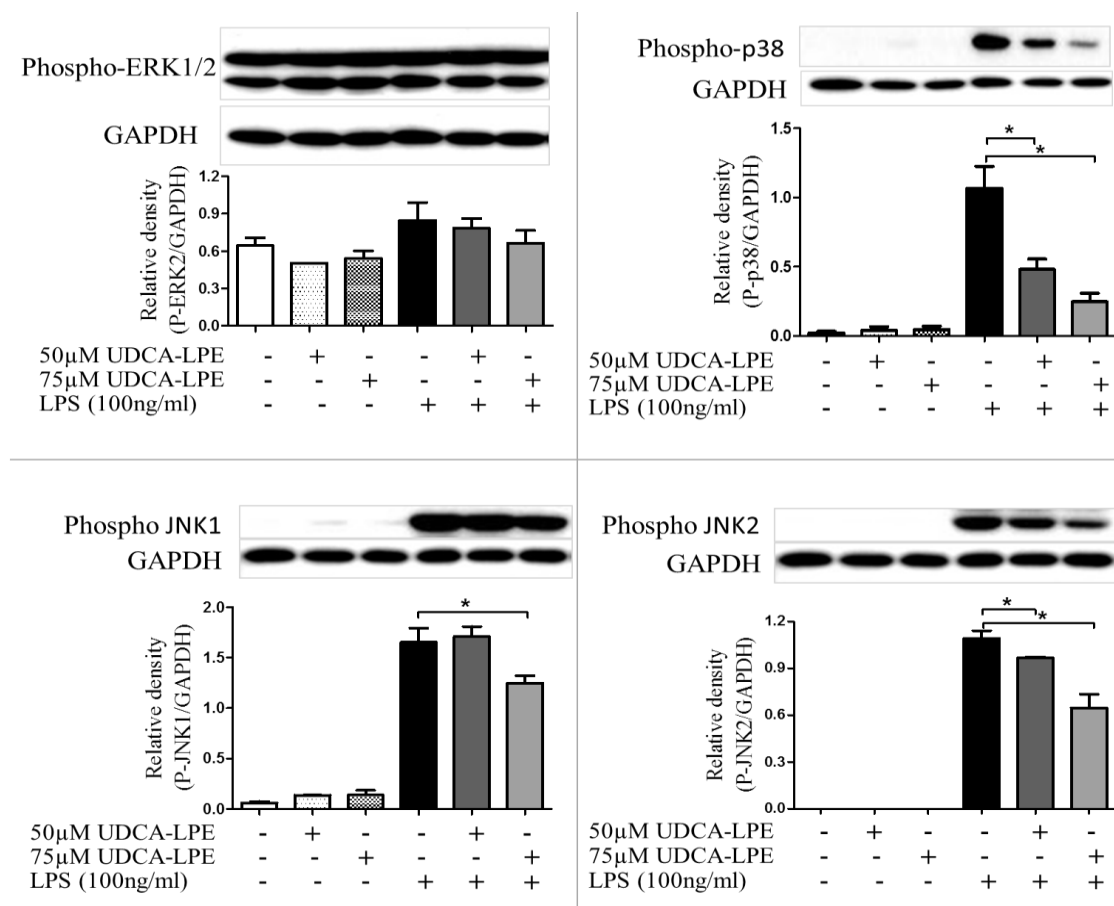 Phospho-ERK1/2
GAPDH
Relative density
(P-ERK2/GAPDH)
1.2
0.9
0.6
0.3
0.0
50µM UDCA-LPE - + - - + -
75µM UDCA-LPE - - + - - +
LPS (100ng/ml) - - - + + +
Phospho-p38
GAPDH
Relative density
(P-p38/GAPDH)
1.5
1.0
0.5
0.0
*
*
50µM UDCA-LPE - + - - + -
75µM UDCA-LPE - - + - - +
LPS (100ng/ml) - - - + + +
Phospho JNK1
GAPDH
Relative density
(P-JNK1/GAPDH)
2.0
1.5
1.0
0.5
0.0
*
50µM UDCA-LPE - + - - + -
75µM UDCA-LPE - - + - - +
LPS (100ng/ml) - - - + + +
Phospho JNK2
GAPDH
Relative density
(P-JNK2/GAPDH)
1.2
0.9
0.6
0.3
0.0
*
*
50µM UDCA-LPE - + - - + -
75µM UDCA-LPE - - + - - +
LPS (100ng/ml) - - - + + +